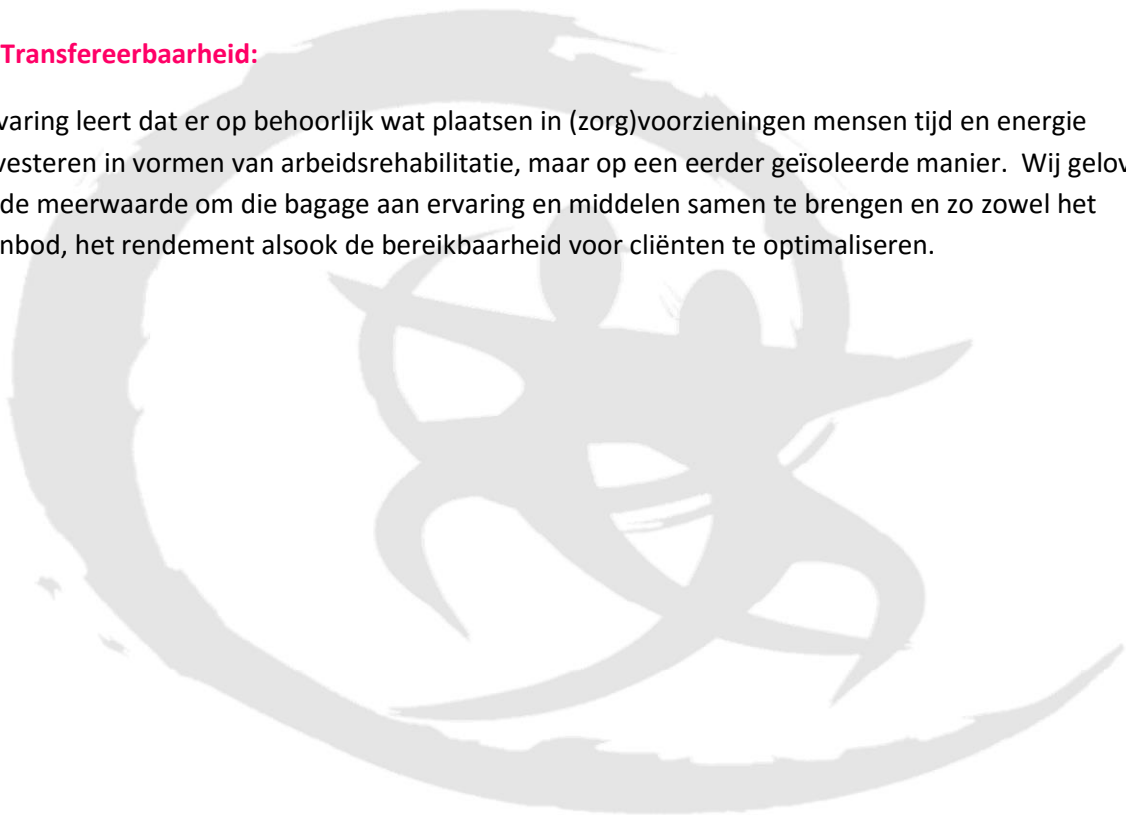 Transfereerbaarheid:
varing leert dat er op behoorlijk wat plaatsen in (zorg)voorzieningen mensen tijd en energie
vesteren in vormen van arbeidsrehabilitatie, maar op een eerder geïsoleerde manier.  Wij gelov
de meerwaarde om die bagage aan ervaring en middelen samen te brengen en zo zowel het
nbod, het rendement alsook de bereikbaarheid voor cliënten te optimaliseren.